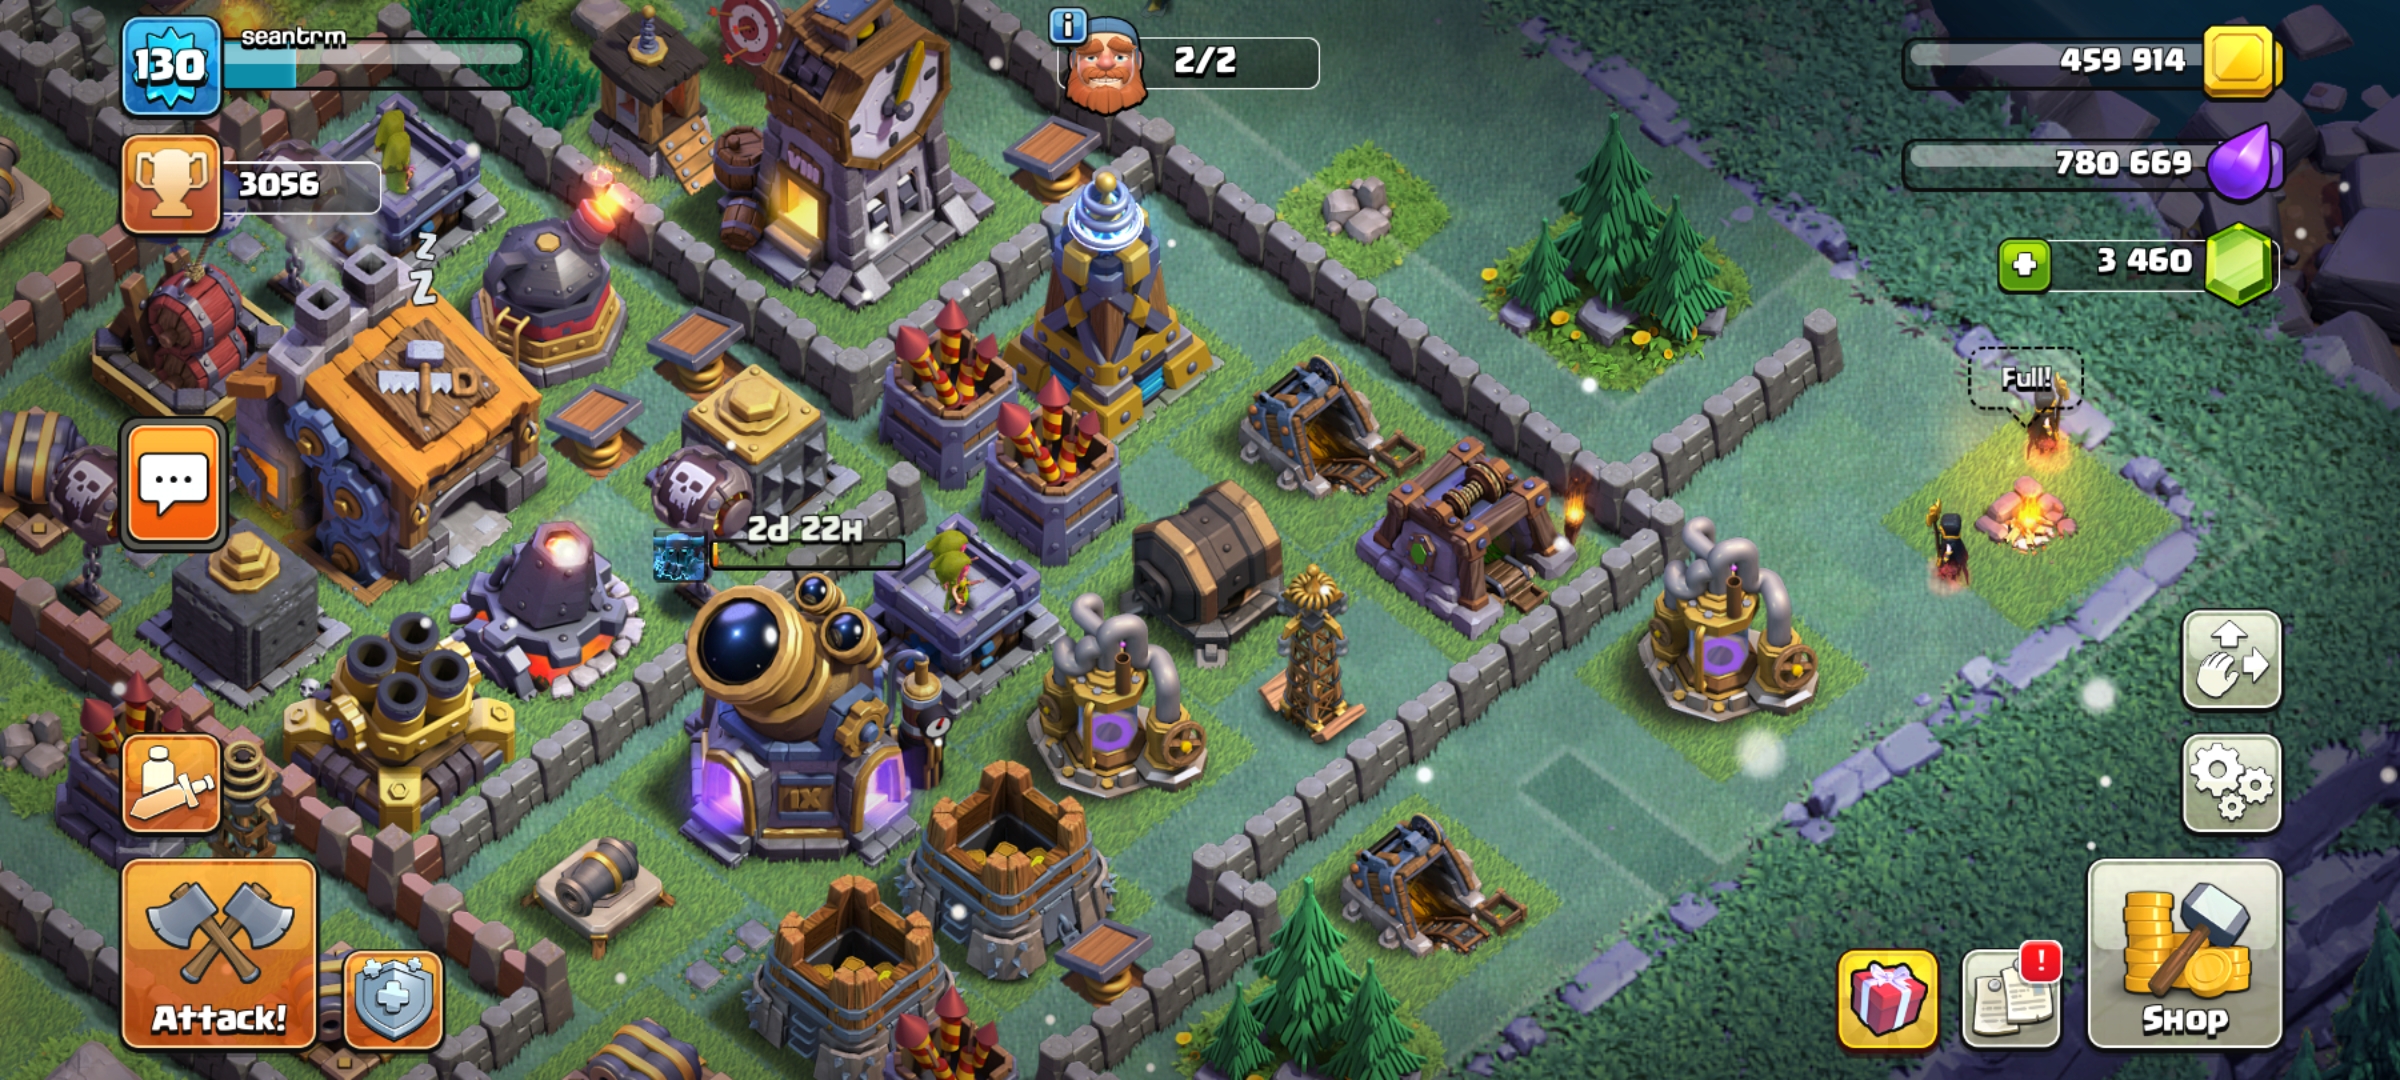 130
seantrm
i
2/2
459 914
3056
780 669
3 460
VIII
Z
Z
Full!
2d 22H
IX
Attack!
!
Shop